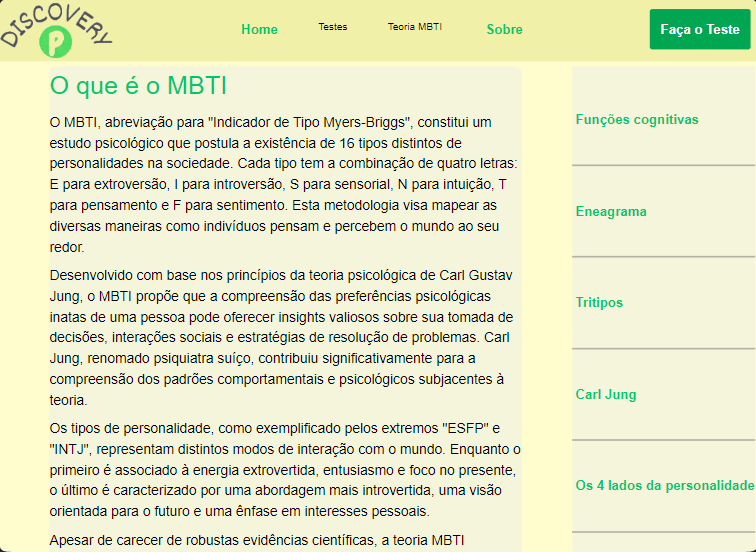 DISCOVERY
P
Home
Testes
Teoria MBTI
Sobre
Faça o Teste
O que é o MBTI
O MBTI, abreviação para "Indicador de Tipo Myers-Briggs", constitui um
estudo psicológico que postula a existência de 16 tipos distintos de
personalidades na sociedade. Cada tipo tem a combinação de quatro letras:
E para extroversão, I para introversão, S para sensorial, N para intuição, T
para pensamento e F para sentimento. Esta metodologia visa mapear as
diversas maneiras como indivíduos pensam e percebem o mundo ao seu
redor.
Desenvolvido com base nos princípios da teoria psicológica de Carl Gustav
Jung, o MBTI propõe que a compreensão das preferências psicológicas
inatas de uma pessoa pode oferecer insights valiosos sobre sua tomada de
decisões, interações sociais e estratégias de resolução de problemas. Carl
Jung, renomado psiquiatra suíço, contribuiu significativamente para a
compreensão dos padrões comportamentais e psicológicos subjacentes à
teoria.
Os tipos de personalidade, como exemplificado pelos extremos "ESFP" e
"INTJ", representam distintos modos de interação com o mundo. Enquanto o
primeiro é associado à energia extrovertida, entusiasmo e foco no presente,
o último é caracterizado por uma abordagem mais introvertida, uma visão
orientada para o futuro e uma ênfase em interesses pessoais.
Apesar de carecer de robustas evidências científicas, a teoria MBTI
Funções cognitivas
Eneagrama
Tritipos
Carl Jung
Os 4 lados da personalidade